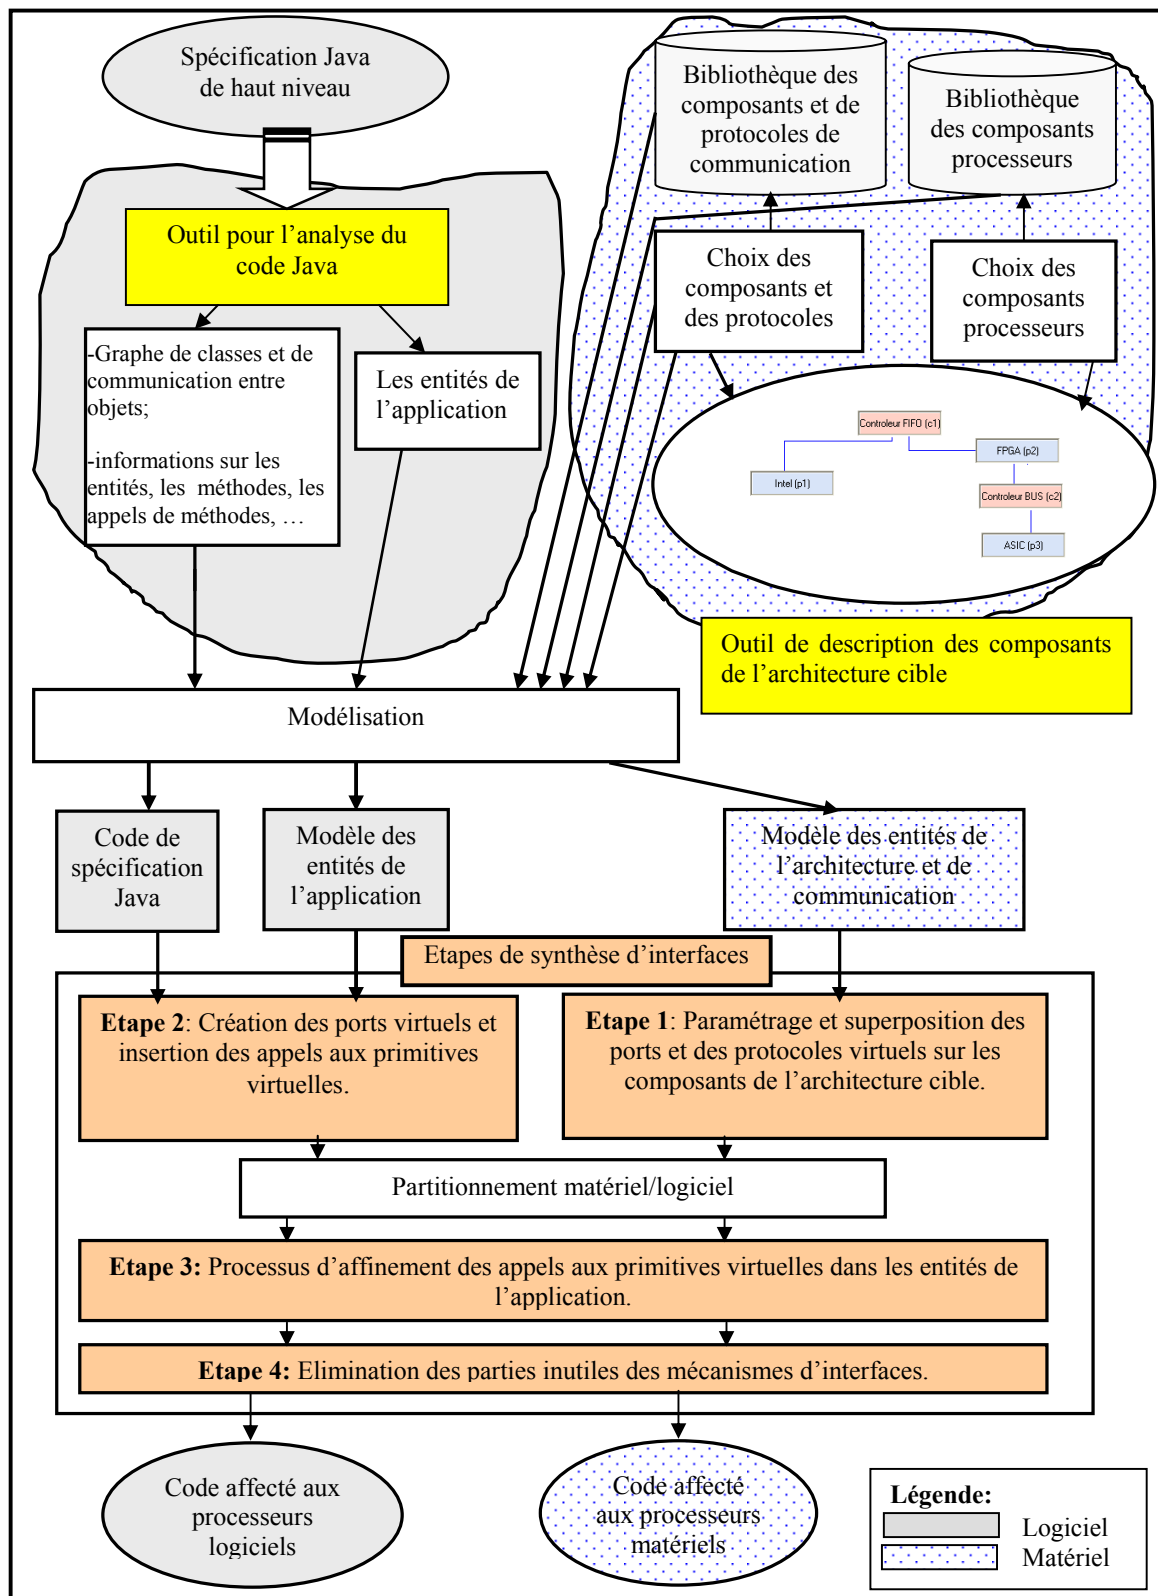 Spécification Java
de haut niveau
Bibliothèque des
composants et de
protocoles de
communication
Bibliothèque
des composants
processeurs
Outil pour l’analyse du
code Java
Choix des
composants et
des protocoles
Choix des
composants
processeurs
-Graphe de classes et de
communication entre
objets;
-informations sur les
entités, les méthodes, les
appels de méthodes, …
Les entités de
l’application
Controleur FIFO (c1)
FPGA (p2)
Intel (p1)
Controleur BUS (c2)
ASIC (p3)
Outil de description des composants
de l’architecture cible
Modélisation
Code de
spécification
Java
Modèle des
entités de
l’application
Modèle des entités de
l’architecture et de
communication
Etapes de synthèse d’interfaces
Etape 2: Création des ports virtuels et
insertion des appels aux primitives
virtuelles.
Etape 1: Paramétrage et superposition des
ports et des protocoles virtuels sur les
composants de l’architecture cible.
Partitionnement matériel/logiciel
Etape 3: Processus d’affinement des appels aux primitives virtuelles dans les entités de
l’application.
Etape 4: Elimination des parties inutiles des mécanismes d’interfaces.
Code affecté aux
processeurs
logiciels
Code affecté
aux processeurs
matériels
Légende:
Logiciel
Matériel